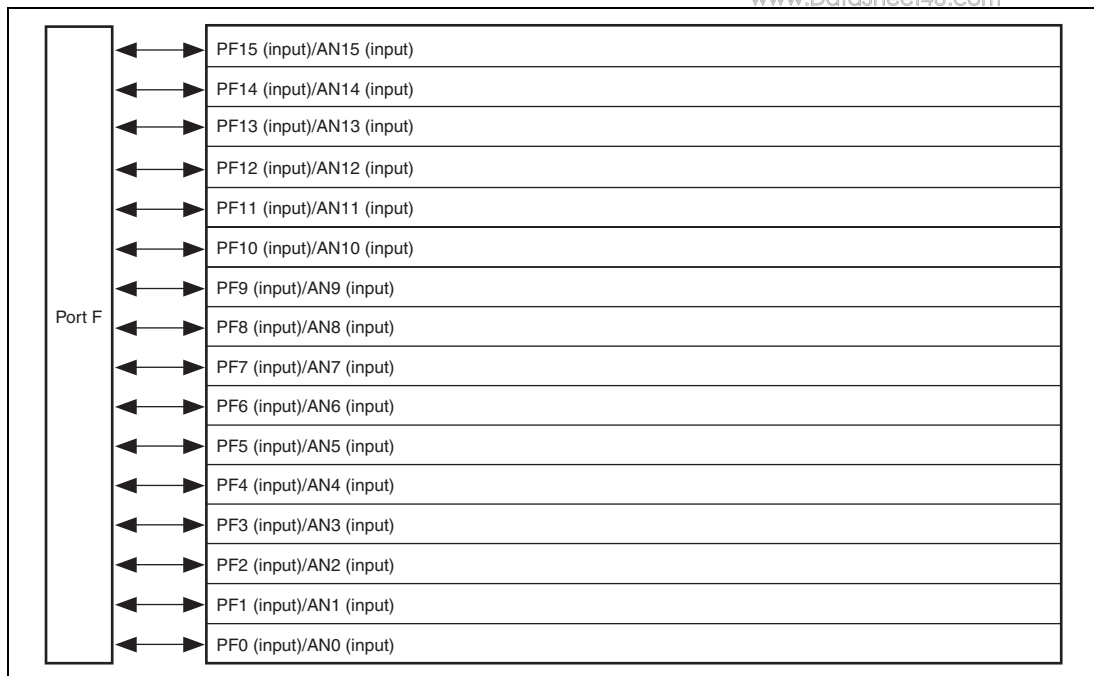 www.DataSheet4U.com
PF15 (input)/AN15 (input)
PF14 (input)/AN14 (input)
PF13 (input)/AN13 (input)
PF12 (input)/AN12 (input)
PF11 (input)/AN11 (input)
PF10 (input)/AN10 (input)
PF9 (input)/AN9 (input)
Port F
PF8 (input)/AN8 (input)
PF7 (input)/AN7 (input)
PF6 (input)/AN6 (input)
PF5 (input)/AN5 (input)
PF4 (input)/AN4 (input)
PF3 (input)/AN3 (input)
PF2 (input)/AN2 (input)
PF1 (input)/AN1 (input)
PF0 (input)/AN0 (input)